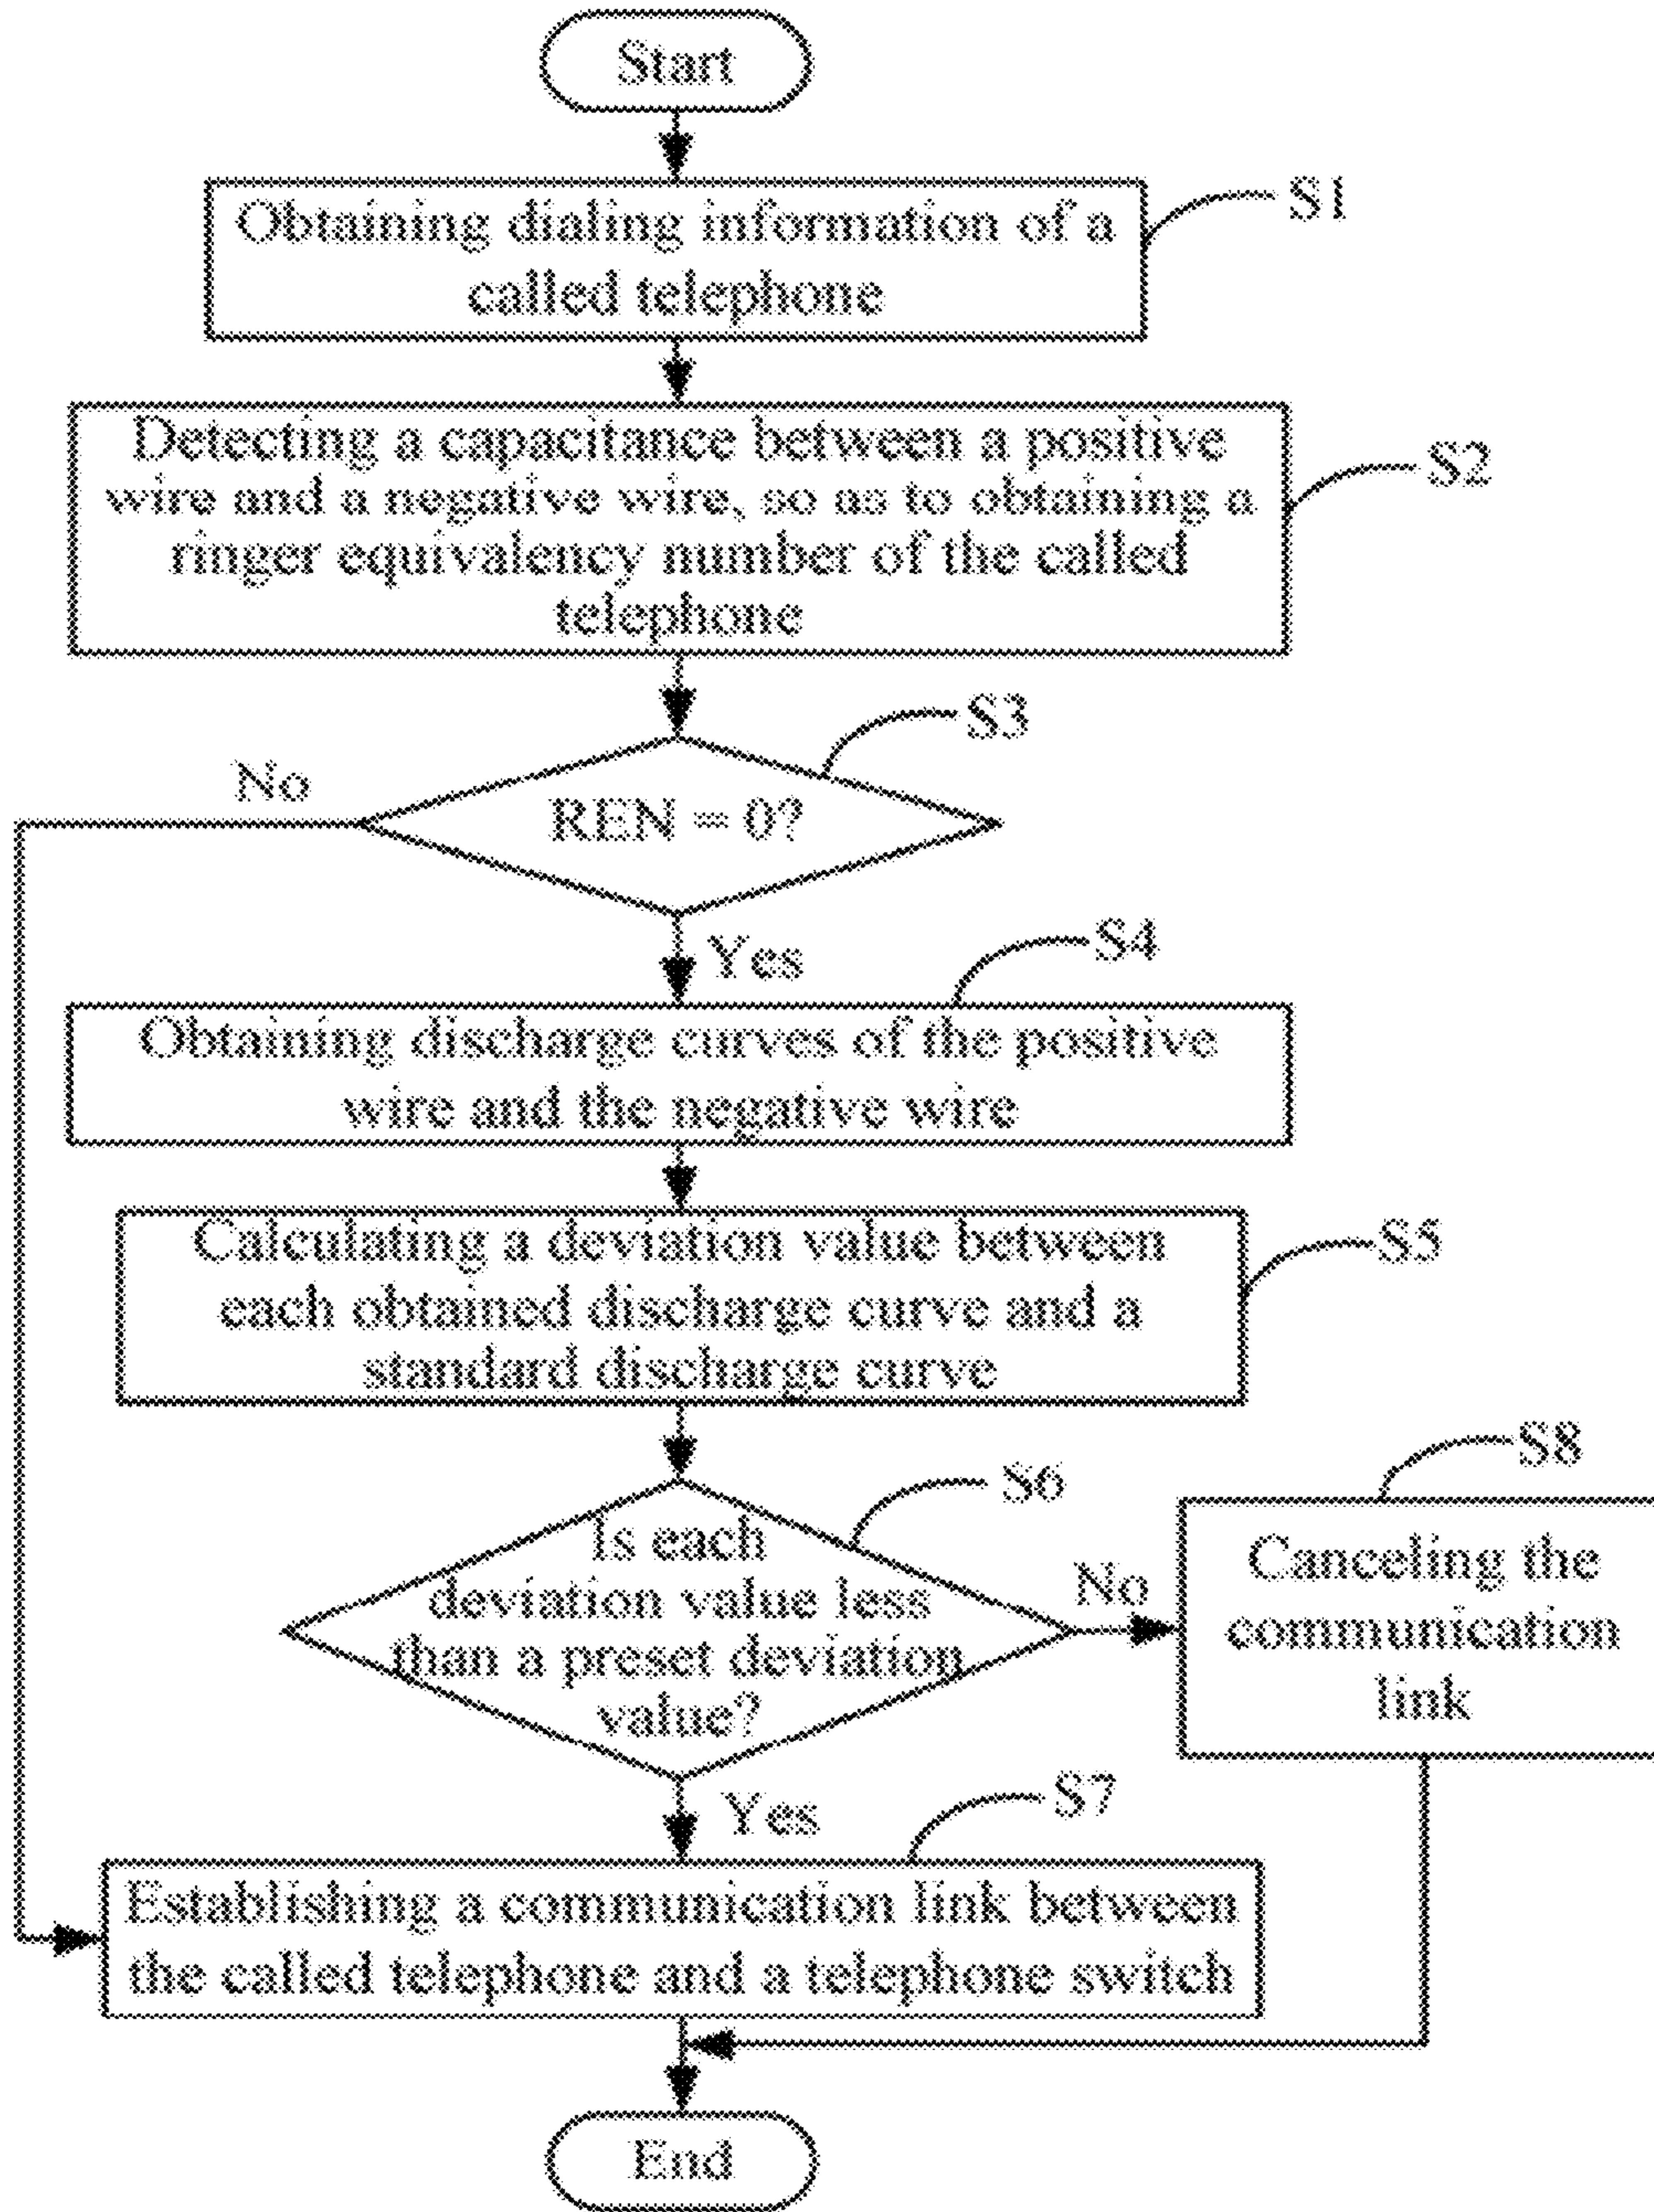 Start
Obtaining dialing information of a
called telephone
S1
Detecting a capacitance between a positive
wire and a negative wire, so as to obtaining a
ringer equivalency number of the called
telephone
S2
S3
No
REN = 0?
Yes
S4
Obtaining discharge curves of the positive
wire and the negative wire
Calculating a deviation value between
each obtained discharge curve and a
standard discharge curve
S5
S6
Is each
deviation value less
than a preset deviation
value?
No
S8
Canceling the
communication
link
Yes
S7
Establishing a communication link between
the called telephone and a telephone switch
End